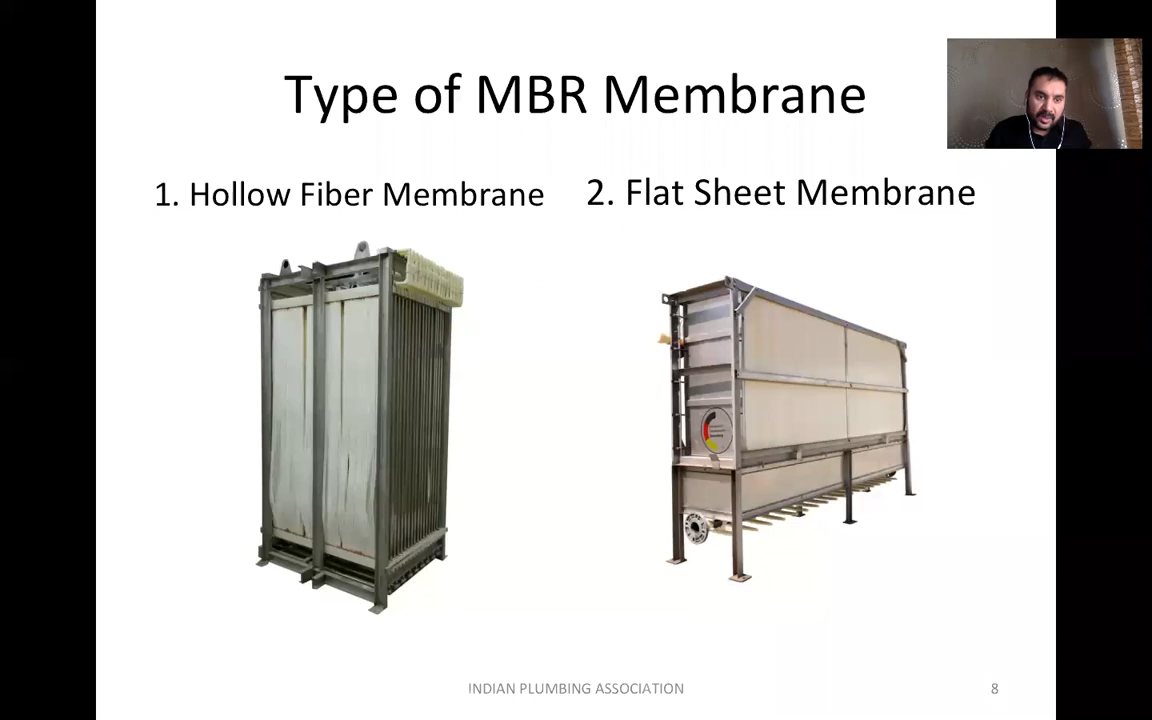 Type of MBR Membrane
1. Hollow Fiber Membrane
2. Flat Sheet Membrane
INDIAN PLUMBING ASSOCIATION
8